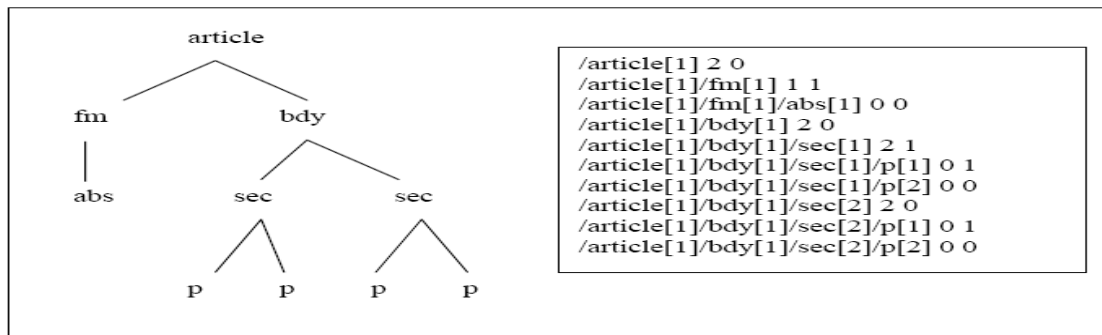 article
fm bdy
abs sec sec
p p p p
/article[1] 2 0
/article[1]/fm[1] 1 1
/article[1]/fm[1]/abs[1] 0 0
/article[1]/bdy[1] 2 0
/article[1]/bdy[1]/sec[1] 2 1
/article[1]/bdy[1]/sec[1]/p[1] 0 1
/article[1]/bdy[1]/sec[1]/p[2] 0 0
/article[1]/bdy[1]/sec[2] 2 0
/article[1]/bdy[1]/sec[2]/p[1] 0 1
/article[1]/bdy[1]/sec[2]/p[2] 0 0